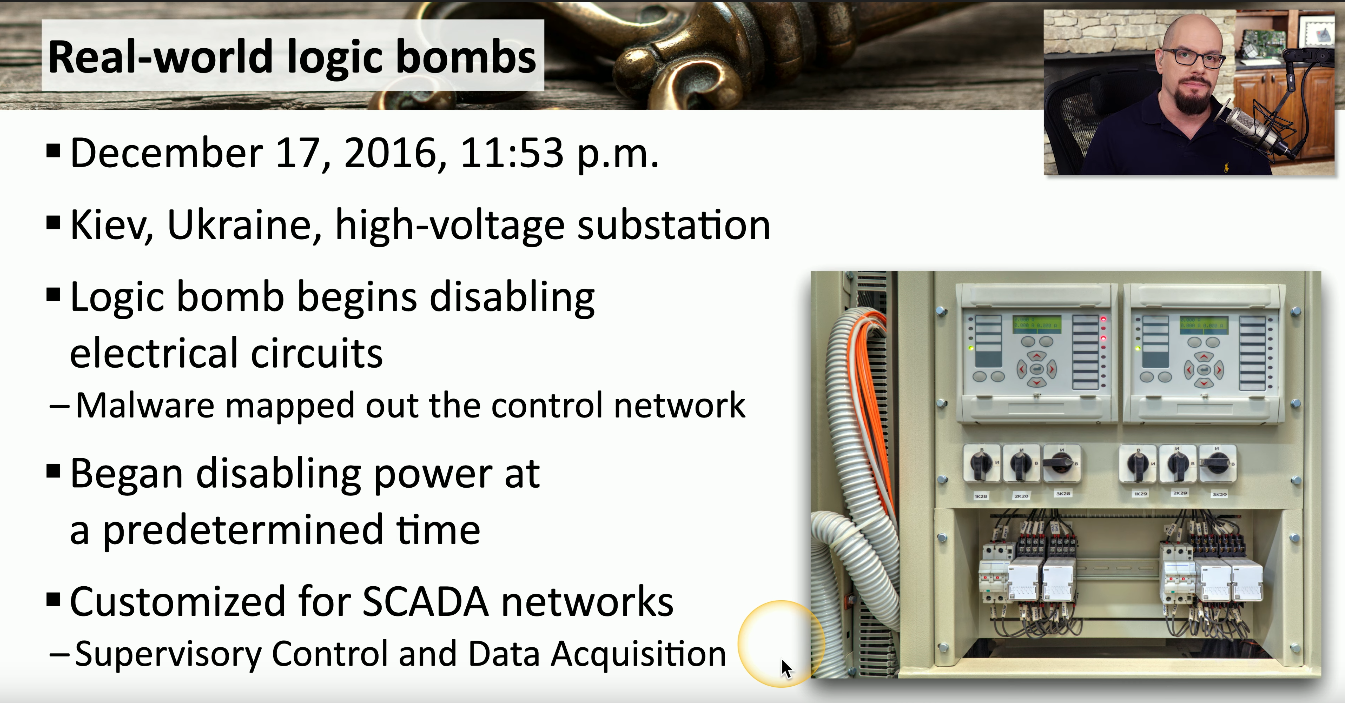 Real-world logic bombs
▪ December 17, 2016, 11:53 p.m.
▪ Kiev, Ukraine, high-voltage substation
▪ Logic bomb begins disabling
electrical circuits
– Malware mapped out the control network
▪ Began disabling power at
a predetermined time
▪ Customized for SCADA networks
– Supervisory Control and Data Acquisition